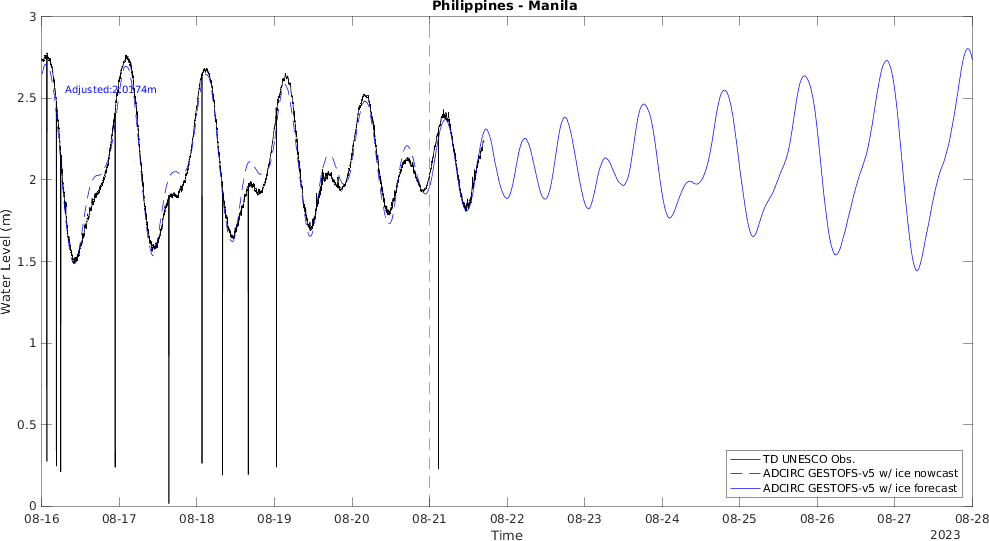 Philippines - Manila
3
2.5
2
1.5
1
0.5
0
Water Level (m)
Adjusted:2.0174m
TD UNESCO Obs.
ADCIRC GESTOFS-v5 w/ ice nowcast
ADCIRC GESTOFS-v5 w/ ice forecast
08-16 08-17 08-18 08-19 08-20 08-21 08-22 08-23 08-24 08-25 08-26 08-27 08-28
Time
2023